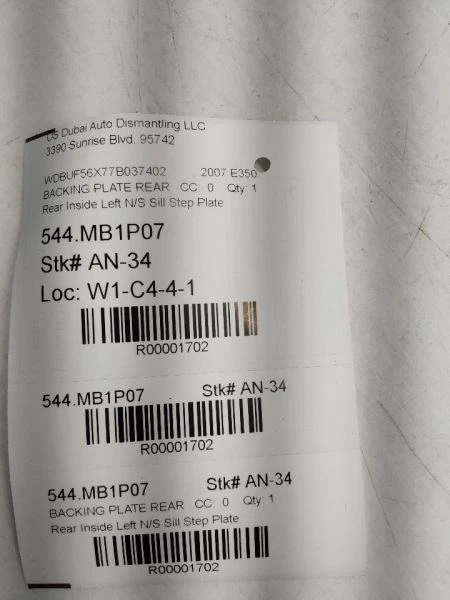 US Dubai Auto Dismantling LLC
3390 Sunrise Blvd. 95742
WDBUF56X77B037402 2007 E350
BACKING PLATE REAR CC: 0 Qty: 1
Rear Inside Left N/S Sill Step Plate
544.MB1P07
Stk# AN-34
Loc: W1-C4-4-1
R00001702
544.MB1P07 Stk# AN-34
R00001702
544.MB1P07 Stk# AN-34
BACKING PLATE REAR CC: 0 Qty: 1
Rear Inside Left N/S Sill Step Plate
R00001702